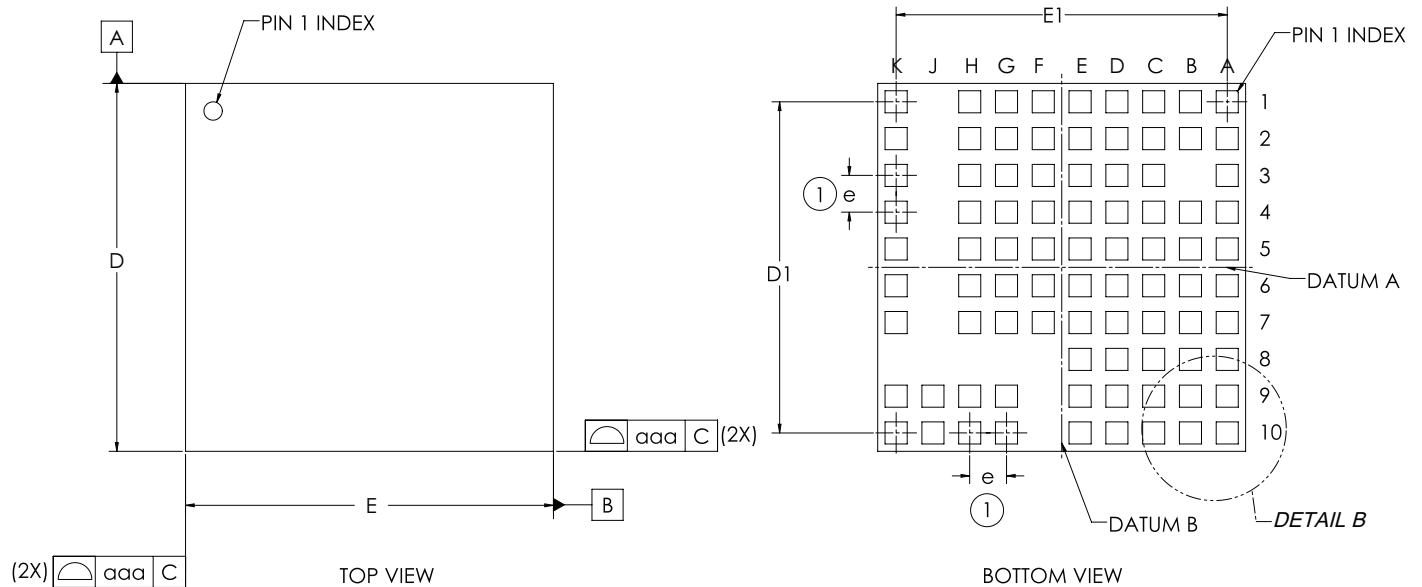 PIN 1 INDEX
A
D
E
B
aaa C (2X)
(2X) aaa C
TOP VIEW
E1
PIN 1 INDEX
K J H G F E D C B A
1
2
3
4
5
6
7
8
9
10
1 e
D1
DATUM A
e
1
DATUM B
DETAIL B
BOTTOM VIEW